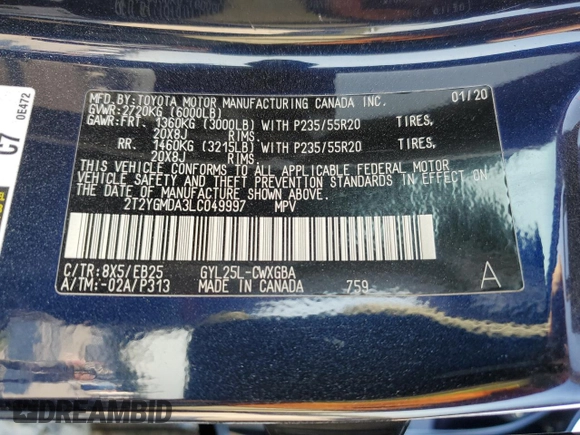 MFD.BY:TOYOTA MOTOR MANUFACTURING CANADA INC. 01/20
GVWR:2720KG (6000LB)
GAWR:FRT. 1360KG (3000LB) WITH P235/55R20 TIRES,
20X8J RIMS
RR. 1460KG (3215LB) WITH P235/55R20 TIRES,
20X8J RIMS
THIS VEHICLE CONFORMS TO ALL APPLICABLE FEDERAL MOTOR
VEHICLE SAFETY AND THEFT PREVENTION STANDARDS IN EFFECT
ON THE DATE OF MANUFACTURE SHOWN ABOVE.
2T2YGMDA3LC049997 MPV
C/TR:8X5/EB25 GYL25L-CWXGBA
A/TM:-02A/P313 MADE IN CANADA 759 A
0E472
C7
DREAMBID